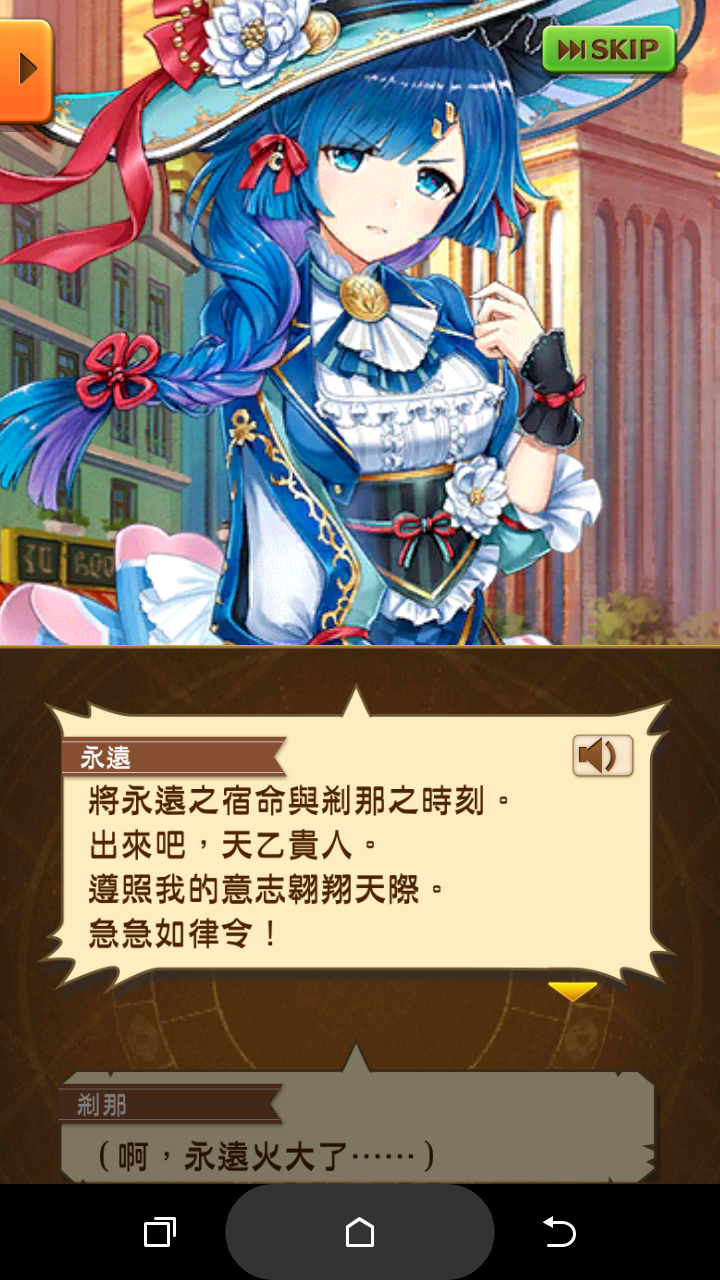 SKIP
永遠
將永遠之宿命與剎那之時刻。
出來吧，天乙貴人。
遵照我的意志翱翔天際。
急急如律令！
剎那
（啊，永遠火大了……）